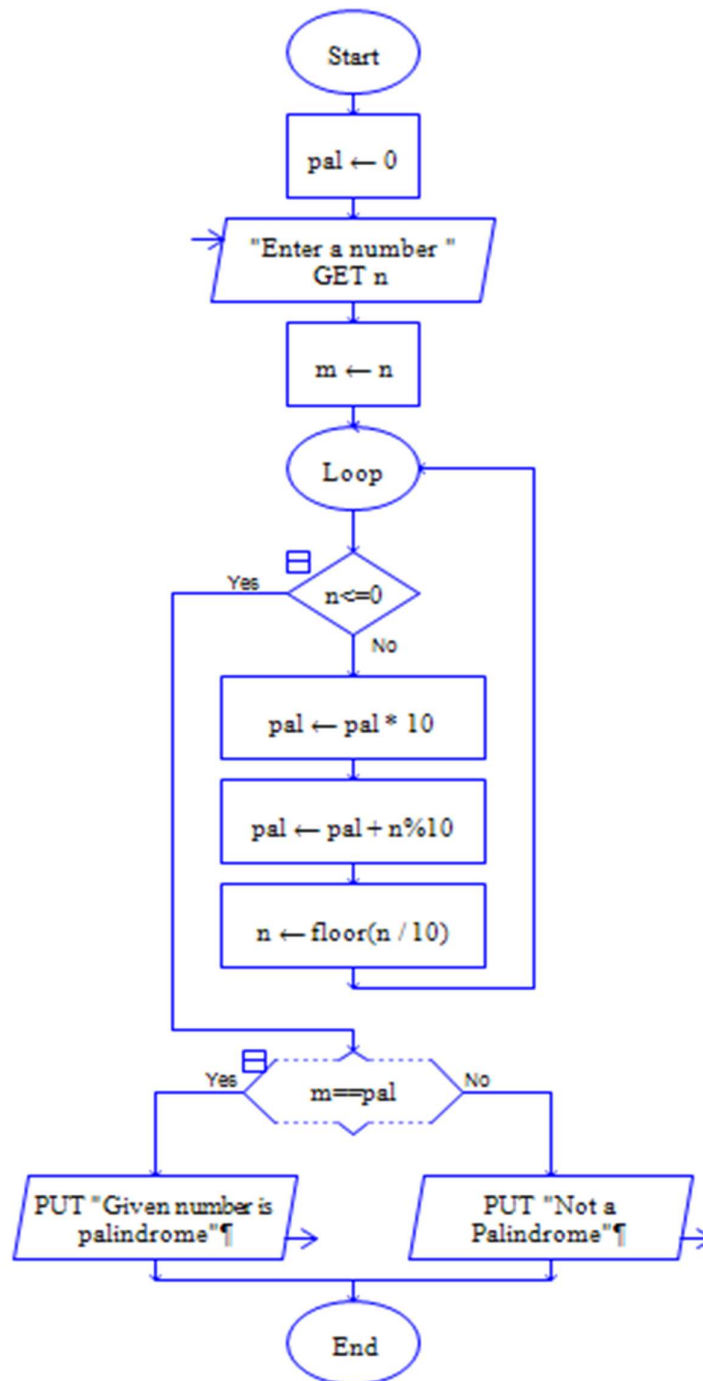 Start
pal ← 0
"Enter a number "
GET n
m ← n
Loop
Yes
n<=0
No
pal ← pal * 10
pal ← pal + n%10
n ← floor(n / 10)
Yes
m==pal
No
PUT "Given number is
palindrome"¶
PUT "Not a
Palindrome"¶
End